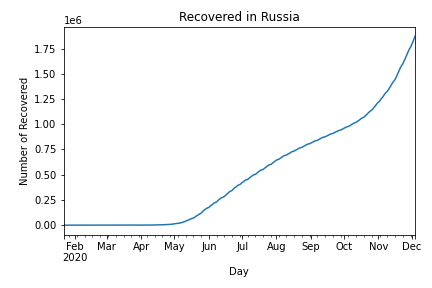 Recovered in Russia
1e6
1.75
1.50
1.25
1.00
0.75
0.50
0.25
0.00
Number of Recovered
Feb Mar Apr May Jun Jul Aug Sep Oct Nov Dec
2020
Day